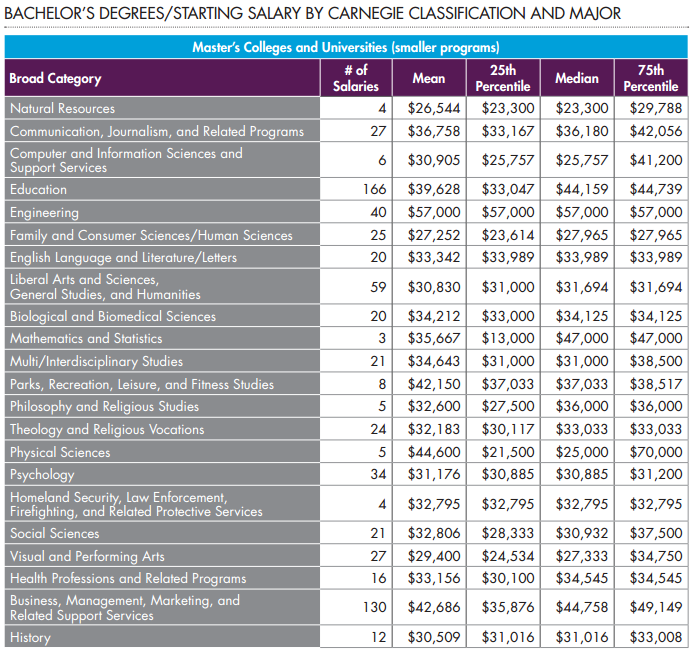 BACHELOR'S DEGREES/STARTING SALARY BY CARNEGIE CLASSIFICATION AND MAJOR
Master's Colleges and Universities (smaller programs)
Broad Category # of Salaries Mean 25th Percentile Median 75th Percentile
Natural Resources 4 $26,544 $23,300 $23,300 $29,788
Communication, Journalism, and Related Programs 27 $36,758 $33,167 $36,180 $42,056
Computer and Information Sciences and
Support Services 6 $30,905 $25,757 $25,757 $41,200
Education 166 $39,628 $33,047 $44,159 $44,739
Engineering 40 $57,000 $57,000 $57,000 $57,000
Family and Consumer Sciences/Human Sciences 25 $27,252 $23,614 $27,965 $27,965
English Language and Literature/Letters 20 $33,342 $33,989 $33,989 $33,989
Liberal Arts and Sciences,
General Studies, and Humanities 59 $30,830 $31,000 $31,694 $31,694
Biological and Biomedical Sciences 20 $34,212 $33,000 $34,125 $34,125
Mathematics and Statistics 3 $35,667 $13,000 $47,000 $47,000
Multi/Interdisciplinary Studies 21 $34,643 $31,000 $31,000 $38,500
Parks, Recreation, Leisure, and Fitness Studies 8 $42,150 $37,033 $37,033 $38,517
Philosophy and Religious Studies 5 $32,600 $27,500 $36,000 $36,000
Theology and Religious Vocations 24 $32,183 $30,117 $33,033 $33,033
Physical Sciences 5 $44,600 $21,500 $25,000 $70,000
Psychology 34 $31,176 $30,885 $30,885 $31,200
Homeland Security, Law Enforcement,
Firefighting, and Related Protective Services 4 $32,795 $32,795 $32,795 $32,795
Social Sciences 21 $32,806 $28,333 $30,932 $37,500
Visual and Performing Arts 27 $29,400 $24,534 $27,333 $34,750
Health Professions and Related Programs 16 $33,156 $30,100 $34,545 $34,545
Business, Management, Marketing, and
Related Support Services 130 $42,686 $35,876 $44,758 $49,149
History 12 $30,509 $31,016 $31,016 $33,008